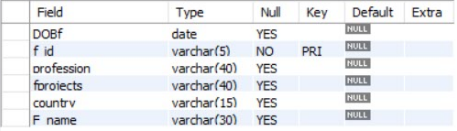 Field Type Null Key Default Extra
DOBf date YES NULL
f_id varchar(5) NO PRI NULL
profession varchar(40) YES NULL
fprojects varchar(40) YES NULL
country varchar(15) YES NULL
F_name varchar(30) YES NULL